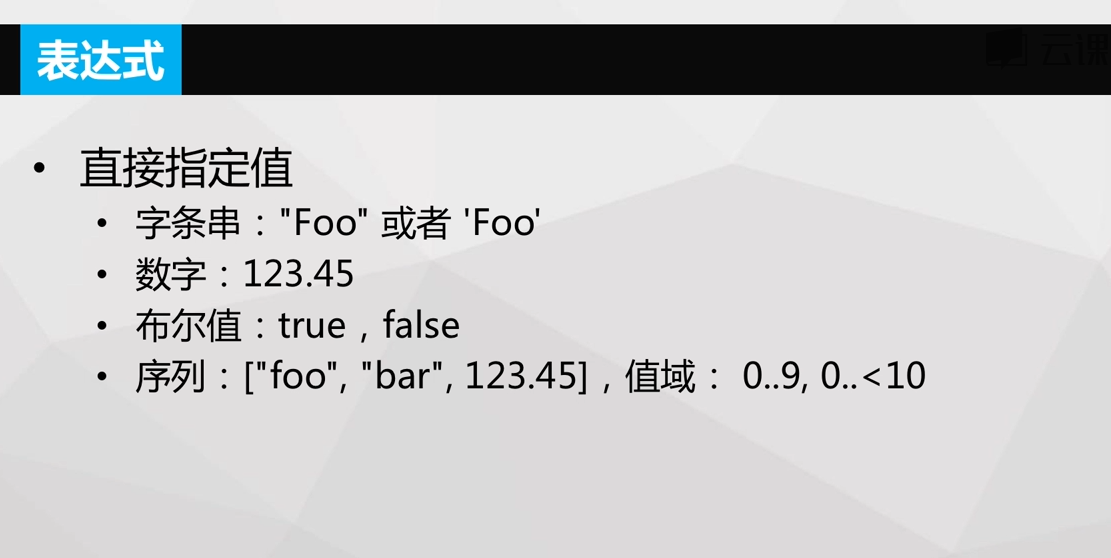 表达式
云课
• 直接指定值
• 字条串："Foo" 或者 'Foo'
• 数字：123.45
• 布尔值：true，false
• 序列：["foo", "bar", 123.45]，值域： 0..9, 0..<10